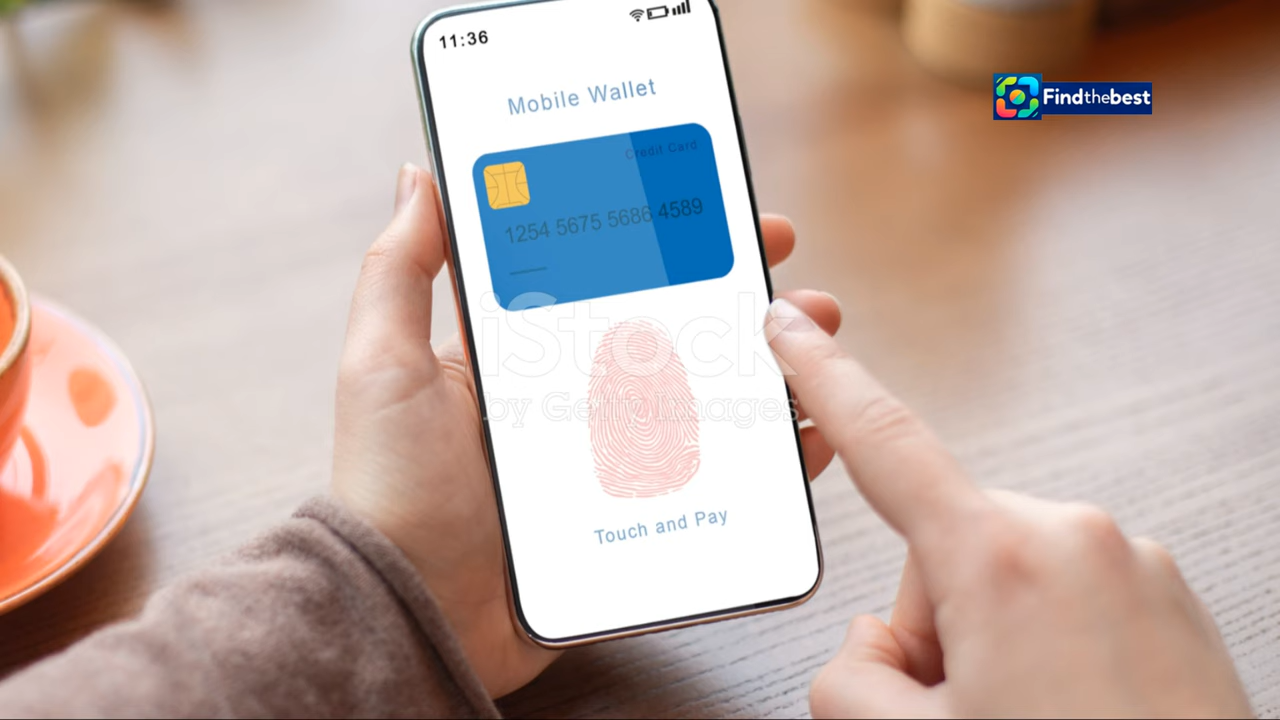 11:36
Mobile Wallet
Findthebest
Credit Card
1254 5675 5686 4589
iStock
by Getty Images
Touch and Pay